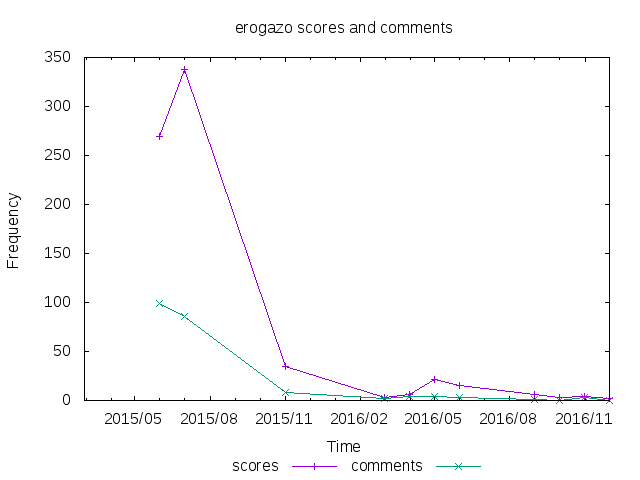 erogazo scores and comments
350
300
250
200
150
100
50
0
Frequency
2015/05 2015/08 2015/11 2016/02 2016/05 2016/08 2016/11
Time
scores comments